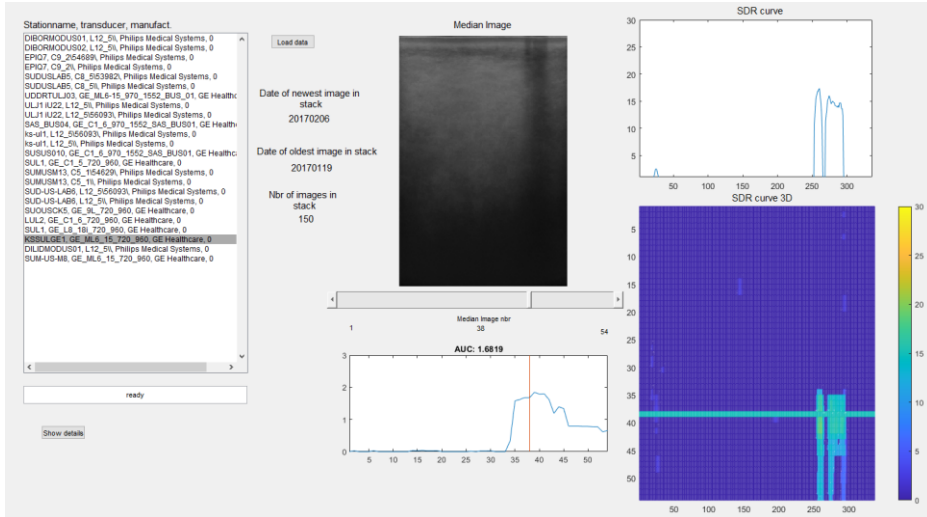 Stationname, transducer, manufact.
DIBORMODUS01, L12_5\\, Philips Medical Systems, 0
DIBORMODUS02, L12_5\\, Philips Medical Systems, 0
EPIQ7, C9_2\54689\, Philips Medical Systems, 0
EPIQ7, C9_2\\, Philips Medical Systems, 0
SUDUSLAB5, C8_5\53982\, Philips Medical Systems, 0
SUDUSLAB5, C8_5\\, Philips Medical Systems, 0
UDDRTULJ03, GE_ML6-15_970_1552_BUS_01, GE Healthc
ULJ1 iU22, L12_5\\, Philips Medical Systems, 0
ULJ1 iU22, L12_5\56093\, Philips Medical Systems, 0
SAS_BUS04, GE_C1_6_970_1552_SAS_BUS01, GE Health
ks-ul1, L12_5\56093\, Philips Medical Systems, 0
ks-ul1, L12_5\\, Philips Medical Systems, 0
SUSUS010, GE_C1_6_970_1552_SAS_BUS01, GE Healthc
SUL1, GE_C1_5_720_960, GE Healthcare, 0
SUMUSM13, C5_1\54629\, Philips Medical Systems, 0
SUMUSM13, C5_1\\, Philips Medical Systems, 0
SUD-US-LAB6, L12_5\56093\, Philips Medical Systems, 0
SUD-US-LAB6, L12_5\\, Philips Medical Systems, 0
SUOUSCK5, GE_9L_720_960, GE Healthcare, 0
LUL2, GE_C1_6_720_960, GE Healthcare, 0
SUL1, GE_L8_18i_720_960, GE Healthcare, 0
KSSULGE1, GE_ML6_15_720_960, GE Healthcare, 0
DILIDMODUS01, L12_5\\, Philips Medical Systems, 0
SUM-US-M8, GE_ML6_15_720_960, GE Healthcare, 0
ready
Show details
Load data
Date of newest image in
stack
20170206
Date of oldest image in stack
20170119
Nbr of images in
stack
150
Median Image
Median Image nbr
1 38 54
AUC: 1.6819
3
2
1
0
5 10 15 20 25 30 35 40 45 50
SDR curve
30
25
20
15
10
5
50 100 150 200 250 300
SDR curve 3D
5
10
15
20
25
30
35
40
45
50
50 100 150 200 250 300
30
25
20
15
10
5
0